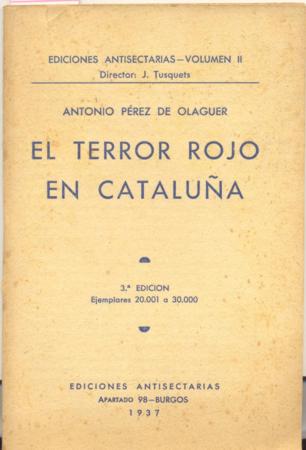 EDICIONES ANTISECTARIAS—VOLUMEN II
Director: J. Tusquets
ANTONIO PÉREZ DE OLAGUER
EL TERROR ROJO
EN CATALUÑA
3.ª EDICION
Ejemplares 20.001 a 30.000
EDICIONES ANTISECTARIAS
APARTADO 98—BURGOS
1937